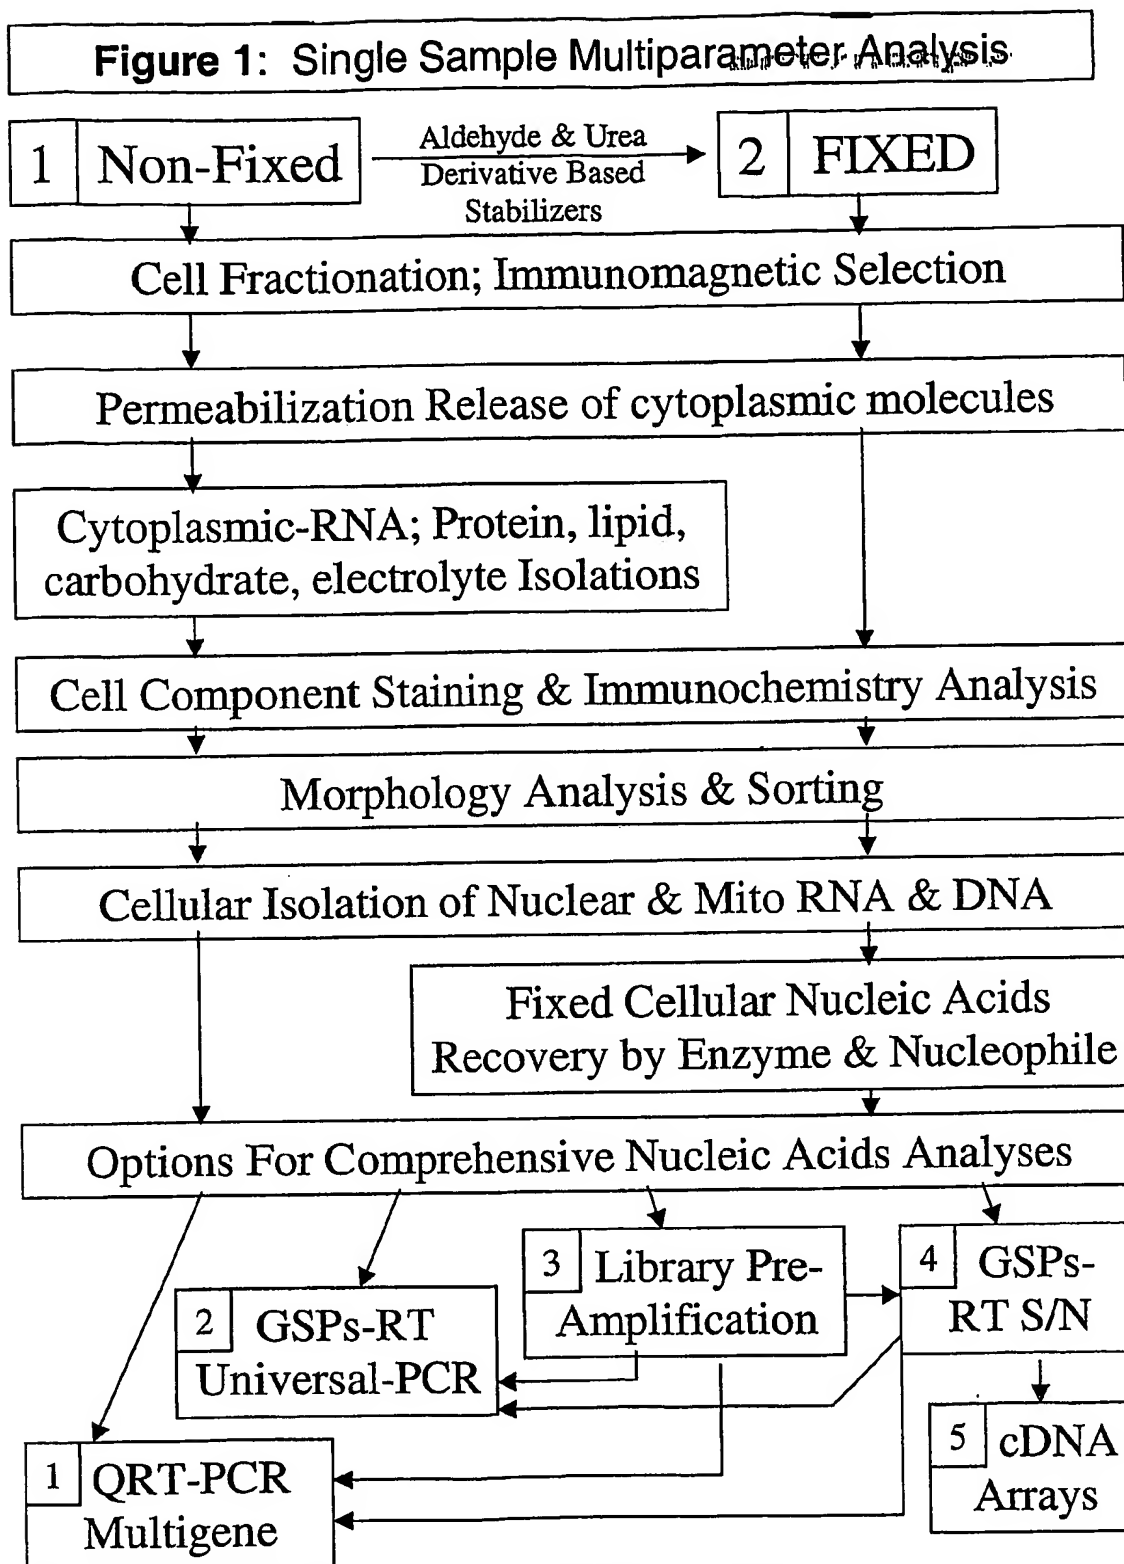 Figure 1: Single Sample Multiparameter Analysis
1 Non-Fixed
Aldehyde & Urea
Derivative Based
Stabilizers
2 FIXED
Cell Fractionation; Immunomagnetic Selection
Permeabilization Release of cytoplasmic molecules
Cytoplasmic-RNA; Protein, lipid,
carbohydrate, electrolyte Isolations
Cell Component Staining & Immunochemistry Analysis
Morphology Analysis & Sorting
Cellular Isolation of Nuclear & Mito RNA & DNA
Fixed Cellular Nucleic Acids
Recovery by Enzyme & Nucleophile
Options For Comprehensive Nucleic Acids Analyses
1 QRT-PCR
Multigene
2 GSPs-RT
Universal-PCR
3 Library Pre-
Amplification
4 GSPs-
RT S/N
5 cDNA
Arrays